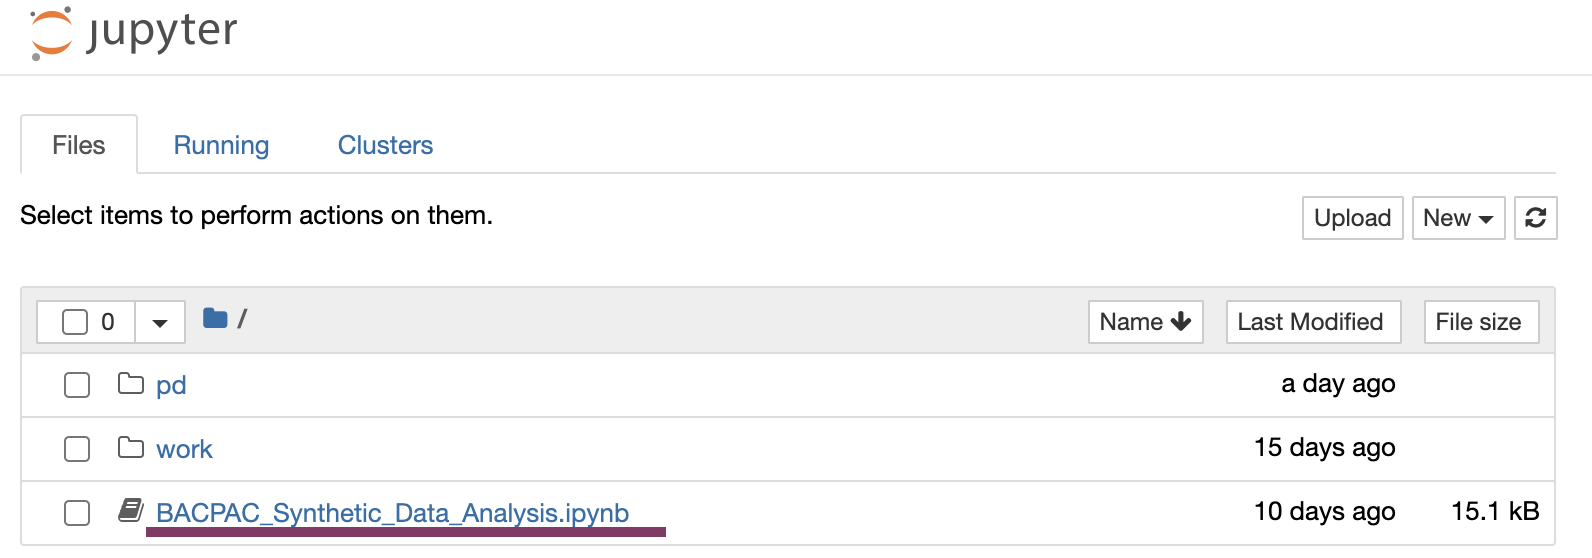 jupyter
Files Running Clusters
Select items to perform actions on them.
Upload New
0 / Name Last Modified File size
pd a day ago
work 15 days ago
BACPAC_Synthetic_Data_Analysis.ipynb 10 days ago 15.1 kB